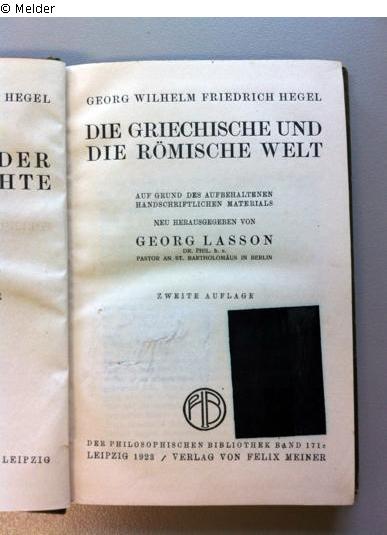 © Melder
HEGEL
DER
HTE
E
LEIPZIG
GEORG WILHELM FRIEDRICH HEGEL
DIE GRIECHISCHE UND
DIE RÖMISCHE WELT
AUF GRUND DES AUFBEHALTENEN
HANDSCHRIFTLICHEN MATERIALS
NEU HERAUSGEGEBEN VON
GEORG LASSON
DR. PHIL. h. c.
PASTOR AN ST. BARTHOLOMÄUS IN BERLIN
ZWEITE AUFLAGE
DER PHILOSOPHISCHEN BIBLIOTHEK BAND 171c
LEIPZIG 1923 / VERLAG VON FELIX MEINER